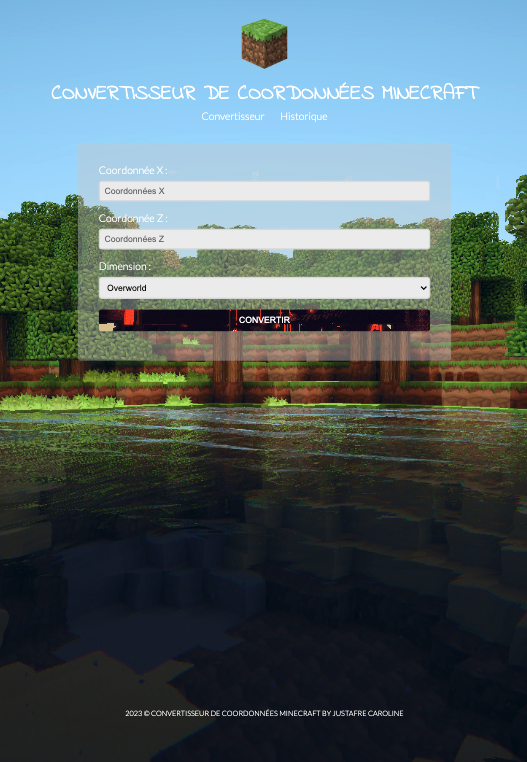 CONVERTISSEUR DE COORDONNÉES MINECRAFT
Convertisseur Historique
Coordonnée X :
Coordonnées X
Coordonnée Z :
Coordonnées Z
Dimension :
Overworld
CONVERTIR
2023 © CONVERTISSEUR DE COORDONNÉES MINECRAFT BY JUSTAFRE CAROLINE